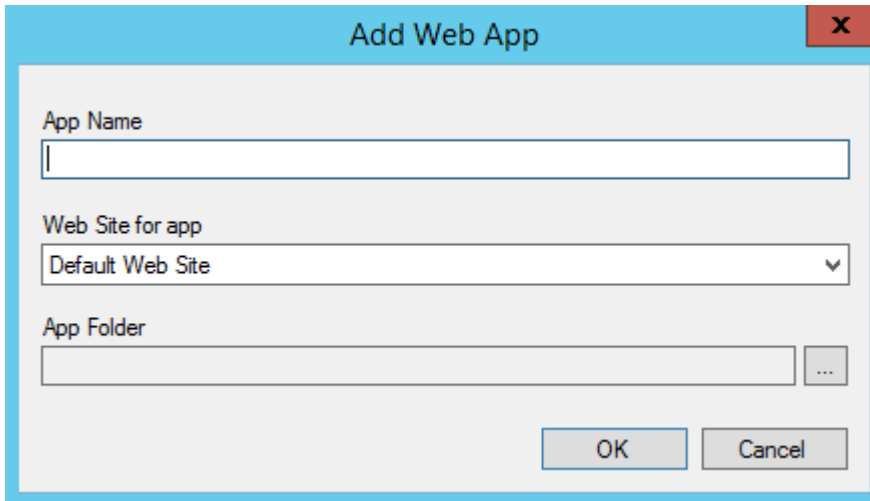 Add Web App
x
App Name
Web Site for app
Default Web Site
App Folder
...
OK
Cancel